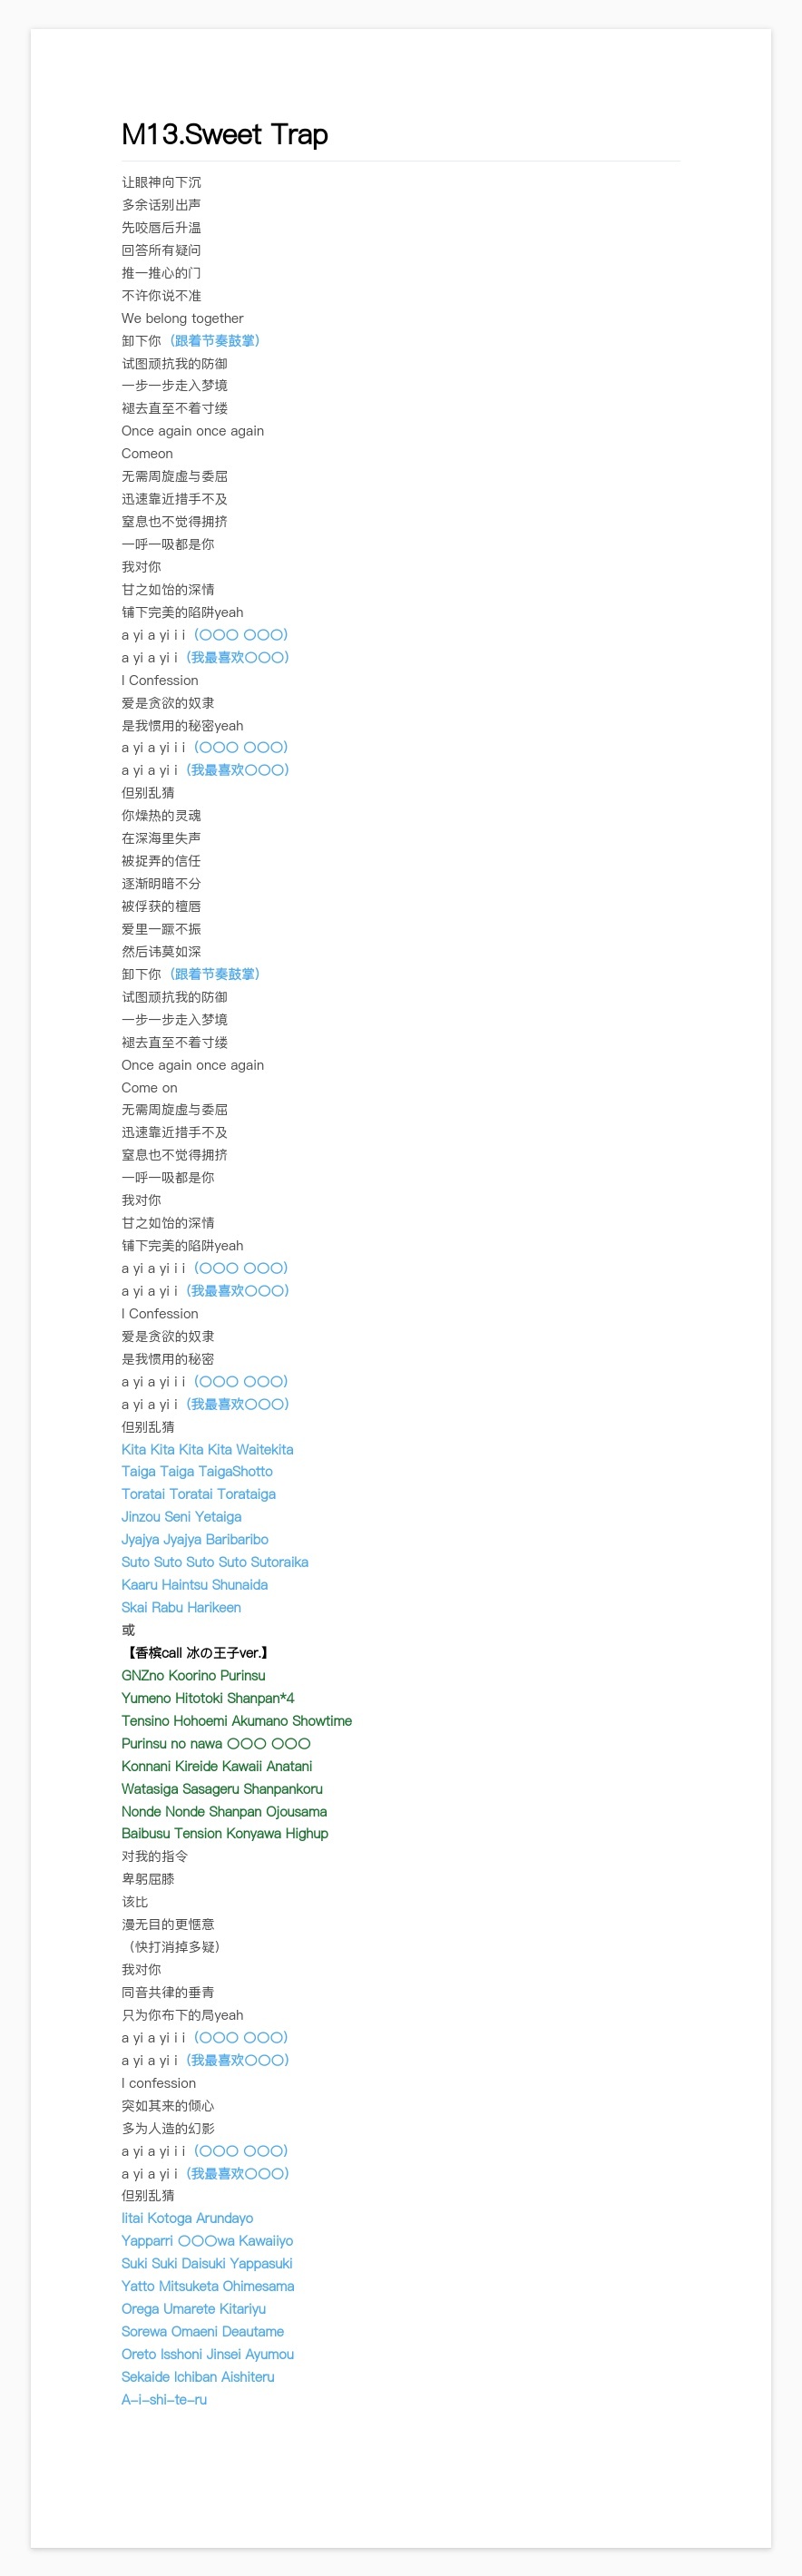 M13.Sweet Trap
让眼神向下沉
多余话别出声
先咬唇后升温
回答所有疑问
推一推心的门
不许你说不准
We belong together
卸下你（跟着节奏鼓掌）
试图顽抗我的防御
一步一步走入梦境
褪去直至不着寸缕
Once again once again
Comeon
无需周旋虚与委屈
迅速靠近措手不及
窒息也不觉得拥挤
一呼一吸都是你
我对你
甘之如饴的深情
铺下完美的陷阱yeah
a yi a yi i i（〇〇〇 〇〇〇）
a yi a yi i（我最喜欢〇〇〇）
I Confession
爱是贪欲的奴隶
是我惯用的秘密yeah
a yi a yi i i（〇〇〇 〇〇〇）
a yi a yi i（我最喜欢〇〇〇）
但别乱猜
你燥热的灵魂
在深海里失声
被捉弄的信任
逐渐明暗不分
被俘获的檀唇
爱里一蹶不振
然后讳莫如深
卸下你（跟着节奏鼓掌）
试图顽抗我的防御
一步一步走入梦境
褪去直至不着寸缕
Once again once again
Come on
无需周旋虚与委屈
迅速靠近措手不及
窒息也不觉得拥挤
一呼一吸都是你
我对你
甘之如饴的深情
铺下完美的陷阱yeah
a yi a yi i i（〇〇〇 〇〇〇）
a yi a yi i（我最喜欢〇〇〇）
I Confession
爱是贪欲的奴隶
是我惯用的秘密
a yi a yi i i（〇〇〇 〇〇〇）
a yi a yi i（我最喜欢〇〇〇）
但别乱猜
Kita Kita Kita Kita Waitekita
Taiga Taiga TaigaShotto
Toratai Toratai Torataiga
Jinzou Seni Yetaiga
Jyajya Jyajya Baribaribo
Suto Suto Suto Suto Sutoraika
Kaaru Haintsu Shunaida
Skai Rabu Harikeen
或
【香槟call 冰の王子ver.】
GNZno Koorino Purinsu
Yumeno Hitotoki Shanpan*4
Tensino Hohoemi Akumano Showtime
Purinsu no nawa 〇〇〇 〇〇〇
Konnani Kireide Kawaii Anatani
Watasiga Sasageru Shanpankoru
Nonde Nonde Shanpan Ojousama
Baibusu Tension Konyawa Highup
对我的指令
卑躬屈膝
该比
漫无目的更惬意
（快打消掉多疑）
我对你
同音共律的垂青
只为你布下的局yeah
a yi a yi i i（〇〇〇 〇〇〇）
a yi a yi i（我最喜欢〇〇〇）
I confession
突如其来的倾心
多为人造的幻影
a yi a yi i i（〇〇〇 〇〇〇）
a yi a yi i（我最喜欢〇〇〇）
但别乱猜
Iitai Kotoga Arundayo
Yapparri 〇〇〇wa Kawaiiyo
Suki Suki Daisuki Yappasuki
Yatto Mitsuketa Ohimesama
Orega Umarete Kitariyu
Sorewa Omaeni Deautame
Oreto Isshoni Jinsei Ayumou
Sekaide Ichiban Aishiteru
A-i-shi-te-ru